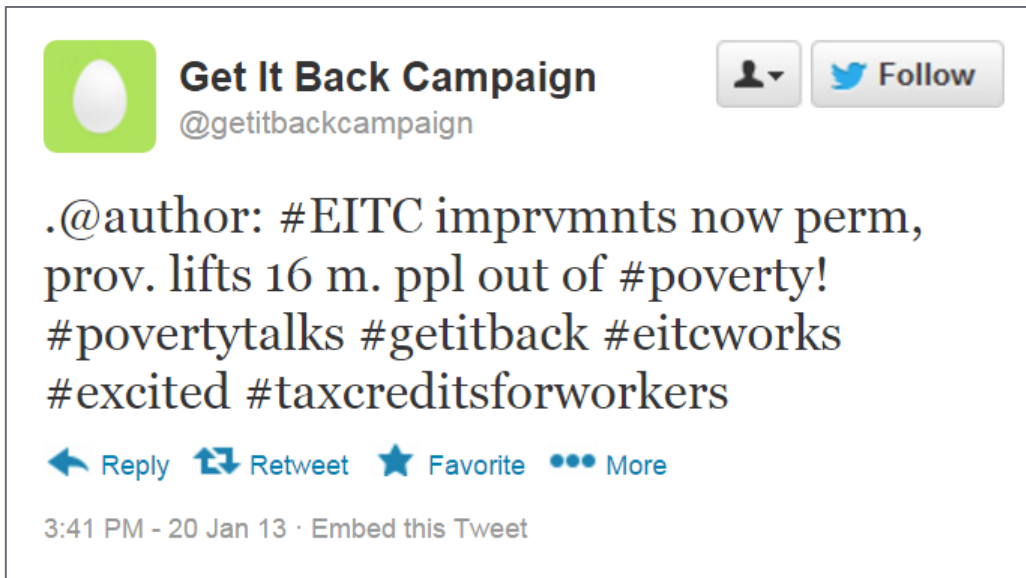 Get It Back Campaign
Follow
@getitbackcampaign
.@author: #EITC imprvmnts now perm,
prov. lifts 16 m. ppl out of #poverty!
#povertytalks #getitback #eitcworks
#excited #taxcreditsforworkers
Reply Retweet Favorite More
3:41 PM - 20 Jan 13 · Embed this Tweet